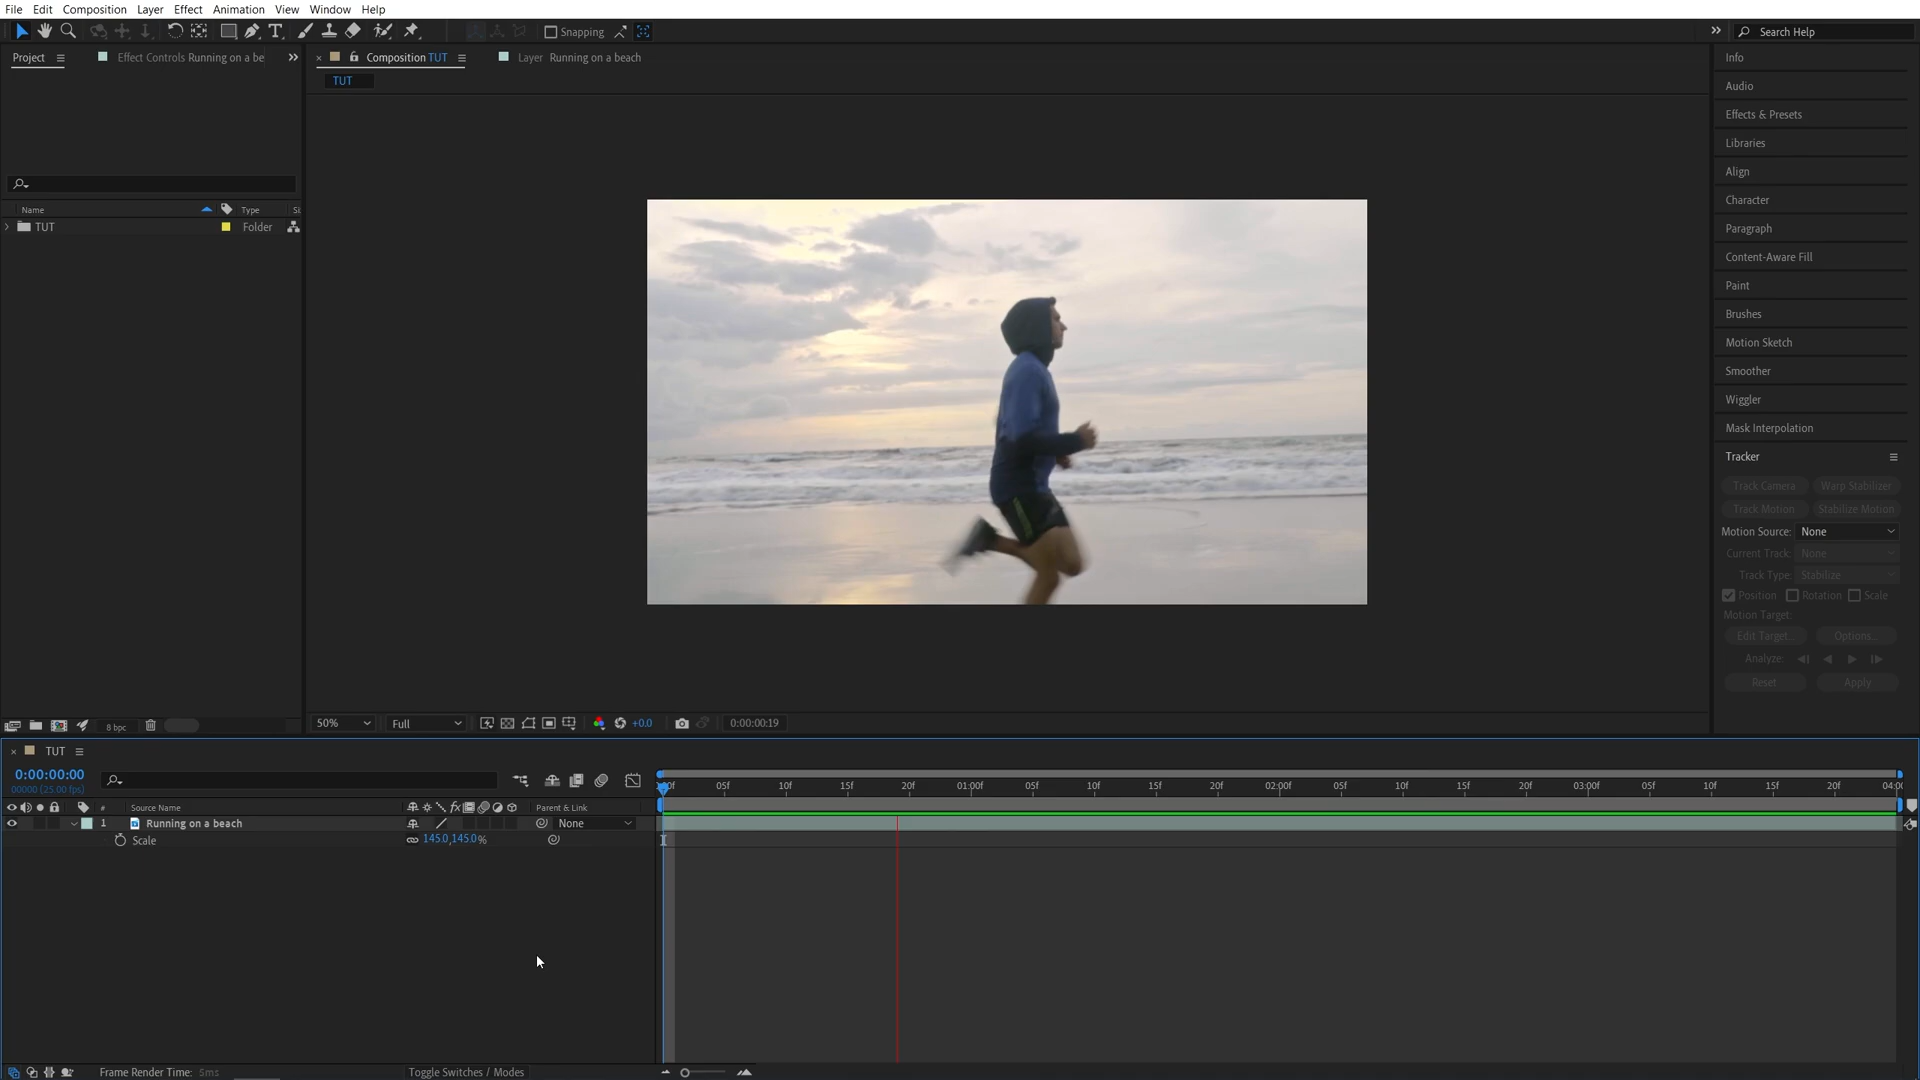 File Edit Composition Layer Effect Animation View Window Help
Snapping
Search Help
Project
Effect Controls Running on a be
Composition TUT
Layer Running on a beach
TUT
Name
Type
Si
TUT
Folder
8 bpc
50%
Full
+0.0
0:00:00:19
Info
Audio
Effects & Presets
Libraries
Align
Character
Paragraph
Content-Aware Fill
Paint
Brushes
Motion Sketch
Smoother
Wiggler
Mask Interpolation
Tracker
Track Camera
Warp Stabilizer
Track Motion
Stabilize Motion
Motion Source: None
Current Track: None
Track Type: Stabilize
Position
Rotation
Scale
Motion Target:
Edit Target...
Options...
Analyze:
Reset
Apply
TUT
0:00:00:00
00000 (25.00 fps)
05f 10f 15f 20f 01:00f 05f 10f 15f 20f 02:00f 05f 10f 15f 20f 03:00f 05f 10f 15f 20f 04:00
# Source Name
Parent & Link
1 Running on a beach
None
Scale
145.0,145.0%
Frame Render Time: 5ms
Toggle Switches / Modes